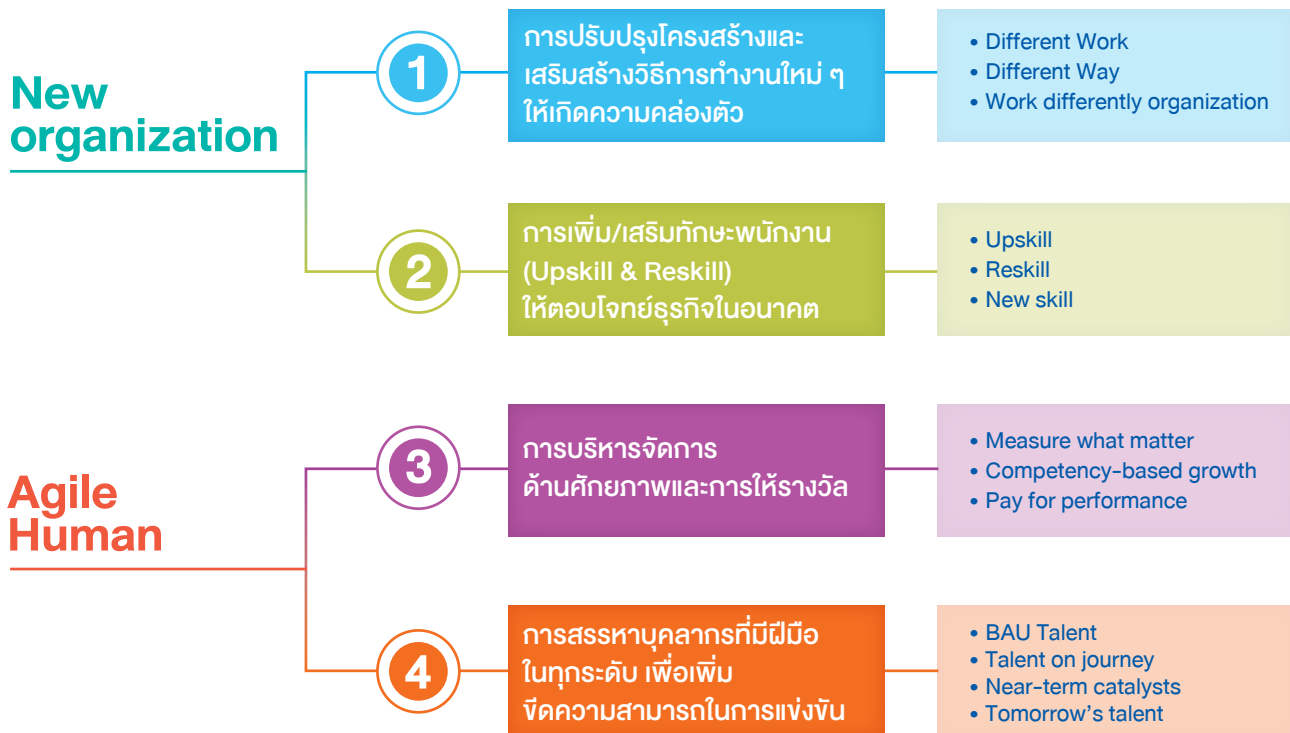 New
organization
1
การปรับปรุงโครงสร้างและ
เสริมสร้างวิธีการทำงานใหม่ ๆ
ให้เกิดความคล่องตัว
• Different Work
• Different Way
• Work differently organization
2
การเพิ่ม/เสริมทักษะพนักงาน
(Upskill & Reskill)
ให้ตอบโจทย์ธุรกิจในอนาคต
• Upskill
• Reskill
• New skill
Agile
Human
3
การบริหารจัดการ
ด้านศักยภาพและการให้รางวัล
• Measure what matter
• Competency-based growth
• Pay for performance
4
การสรรหาบุคลากรที่มีฝีมือ
ในทุกระดับ เพื่อเพิ่ม
ขีดความสามารถในการแข่งขัน
• BAU Talent
• Talent on journey
• Near-term catalysts
• Tomorrow's talent